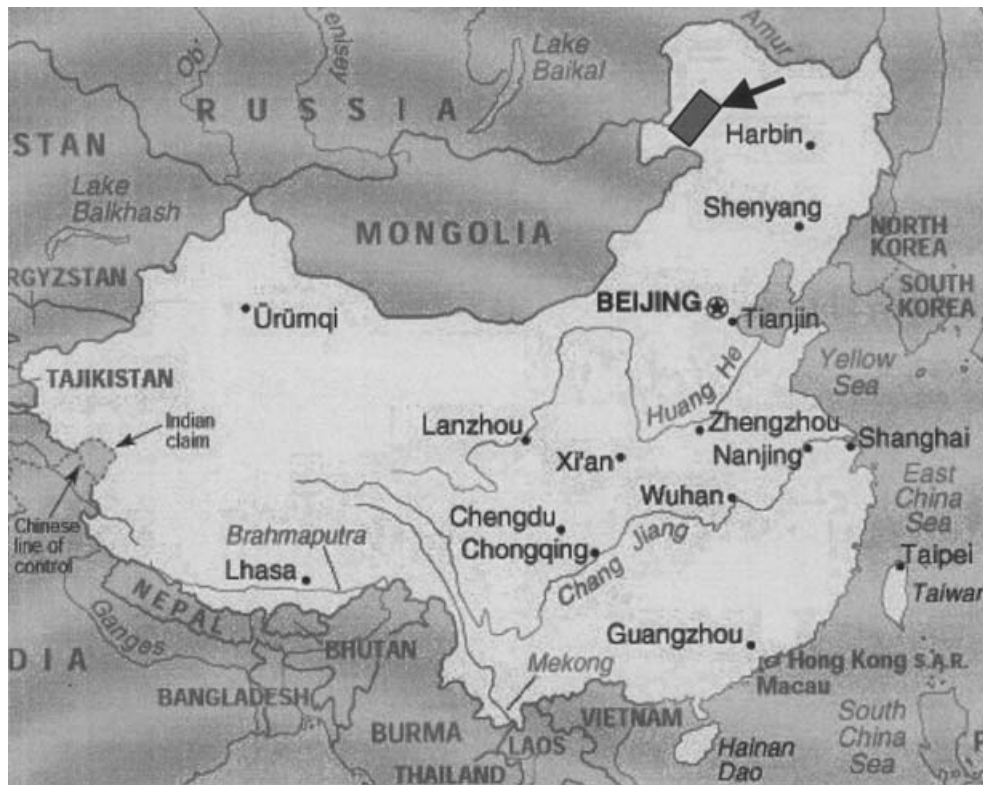 Amur
Ob'
Yenisey
Lake
Baikal
RUSSIA
STAN
Harbin
Lake
Balkhash
MONGOLIA
Shenyang
NORTH
KOREA
RGYZSTAN
SOUTH
KOREA
BEIJING
Tianjin
Ürümqi
Yellow
Sea
TAJIKISTAN
Huang He
Indian
claim
Lanzhou
Zhengzhou
Shanghai
Xi'an
Nanjing
East
China
Sea
Wuhan
Chinese
line of
control
Chengdu
Brahmaputra
Chongqing
Chang Jiang
Taipei
Lhasa
Taiwan
NEPAL
Ganges
Guangzhou
DIA
BHUTAN
Mekong
Hong Kong S.A.R.
Macau
BANGLADESH
VIETNAM
South
China
Sea
BURMA
LAOS
Hainan
Dao
THAILAND